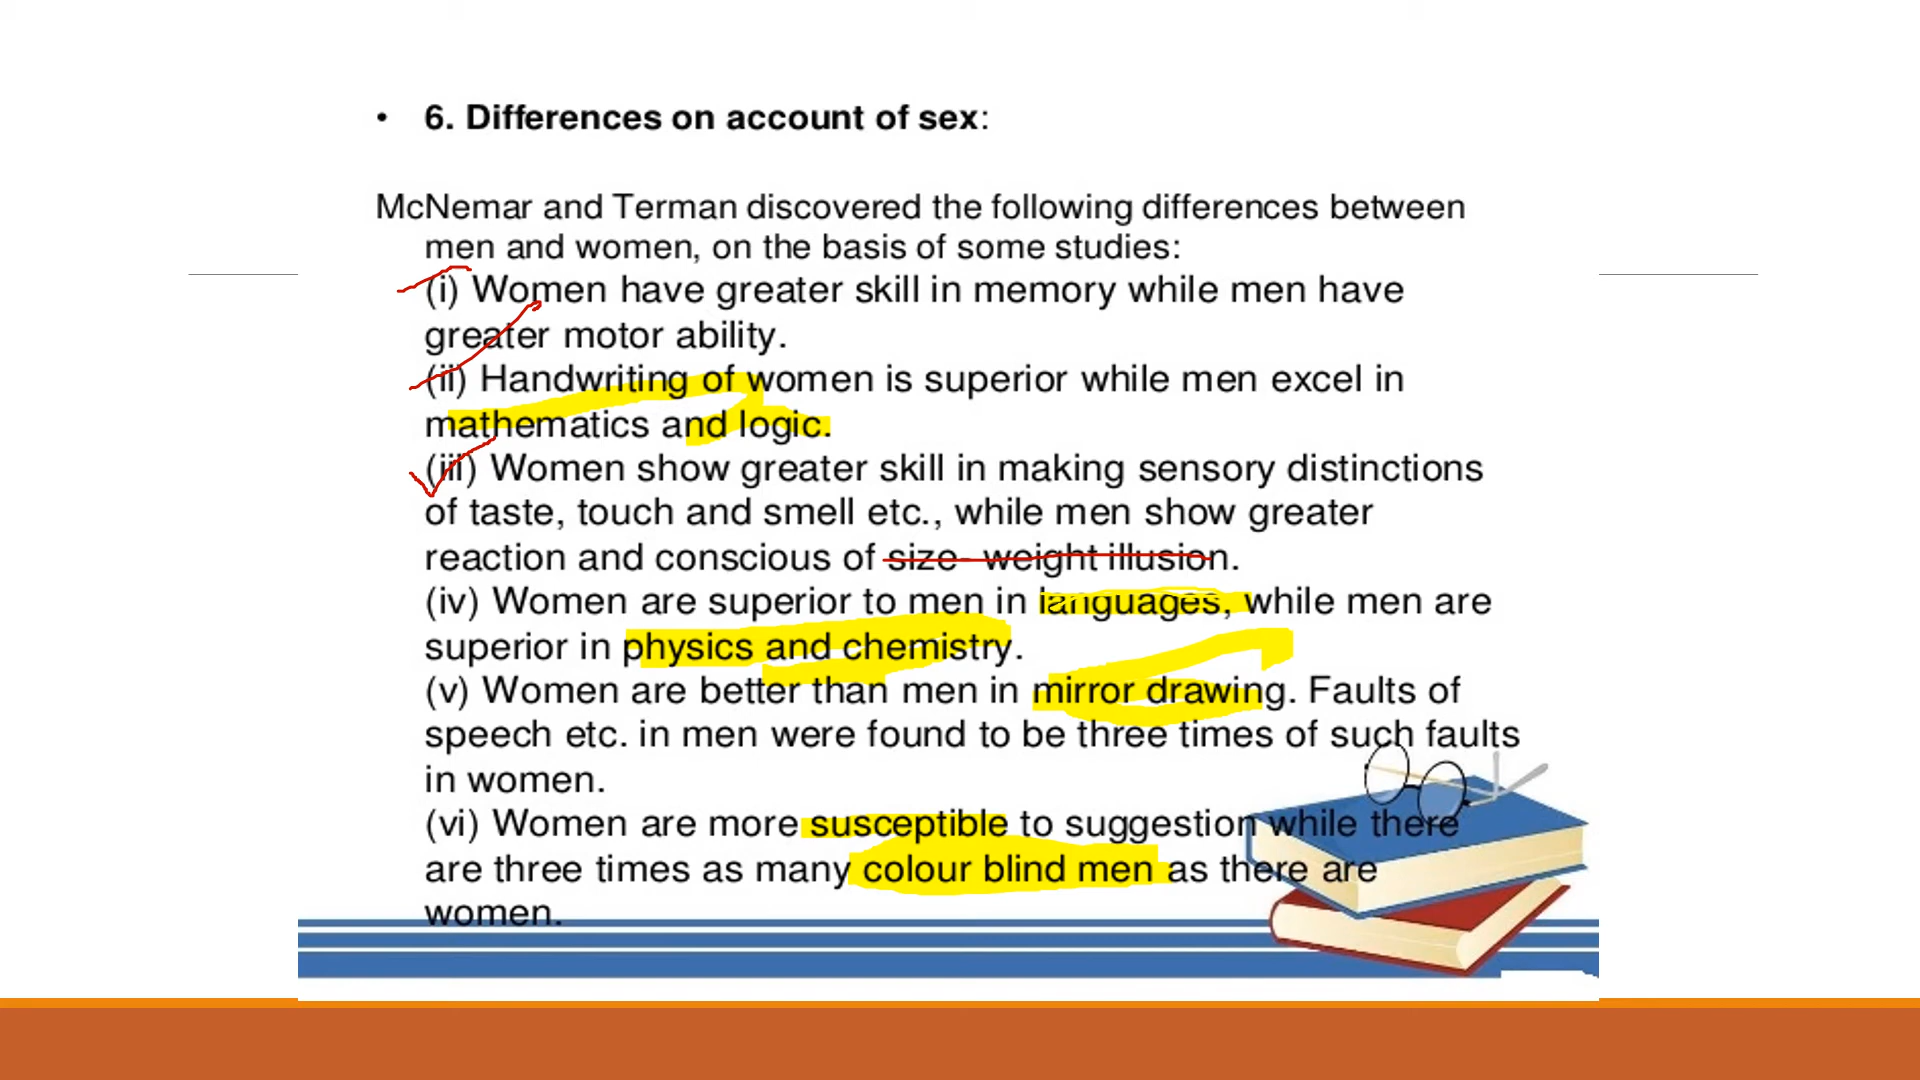 • 6. Differences on account of sex:
McNemar and Terman discovered the following differences between
men and women, on the basis of some studies:
(i) Women have greater skill in memory while men have
greater motor ability.
(ii) Handwriting of women is superior while men excel in
mathematics and logic.
(iii) Women show greater skill in making sensory distinctions
of taste, touch and smell etc., while men show greater
reaction and conscious of size- weight illusion.
(iv) Women are superior to men in languages, while men are
superior in physics and chemistry.
(v) Women are better than men in mirror drawing. Faults of
speech etc. in men were found to be three times of such faults
in women.
(vi) Women are more susceptible to suggestion while there
are three times as many colour blind men as there are
women.